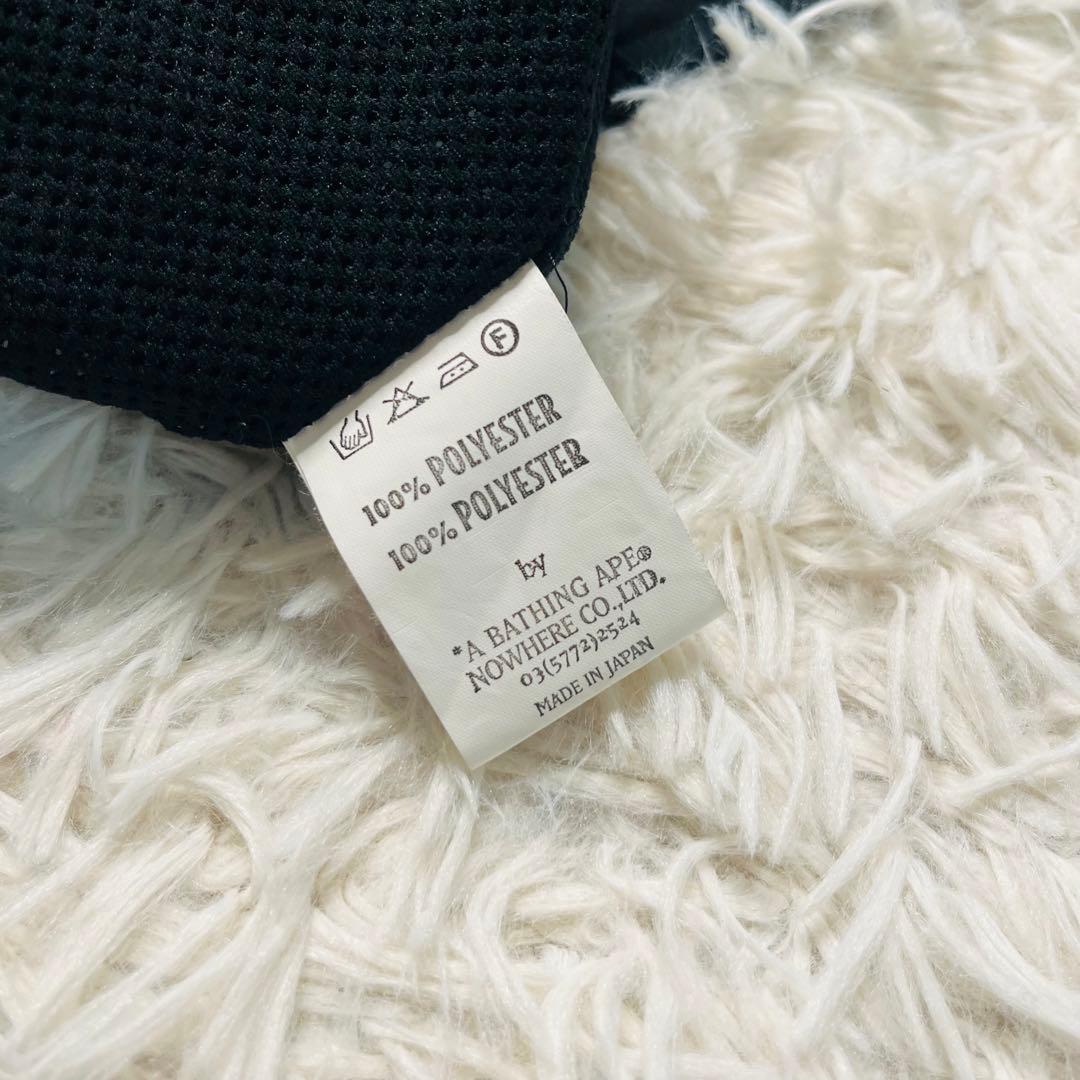 F
100% POLYESTER
100% POLYESTER
by
*A BATHING APE®
NOWHERE CO.,LTD.
03(5772)2524
MADE IN JAPAN